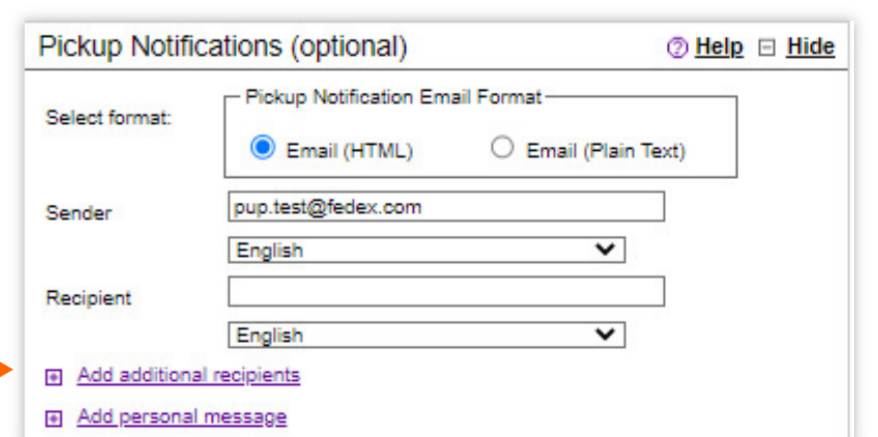 Pickup Notifications (optional) Help Hide
Pickup Notification Email Format
Select format:
Email (HTML) Email (Plain Text)
Sender pup.test@fedex.com
English
Recipient
English
Add additional recipients
Add personal message